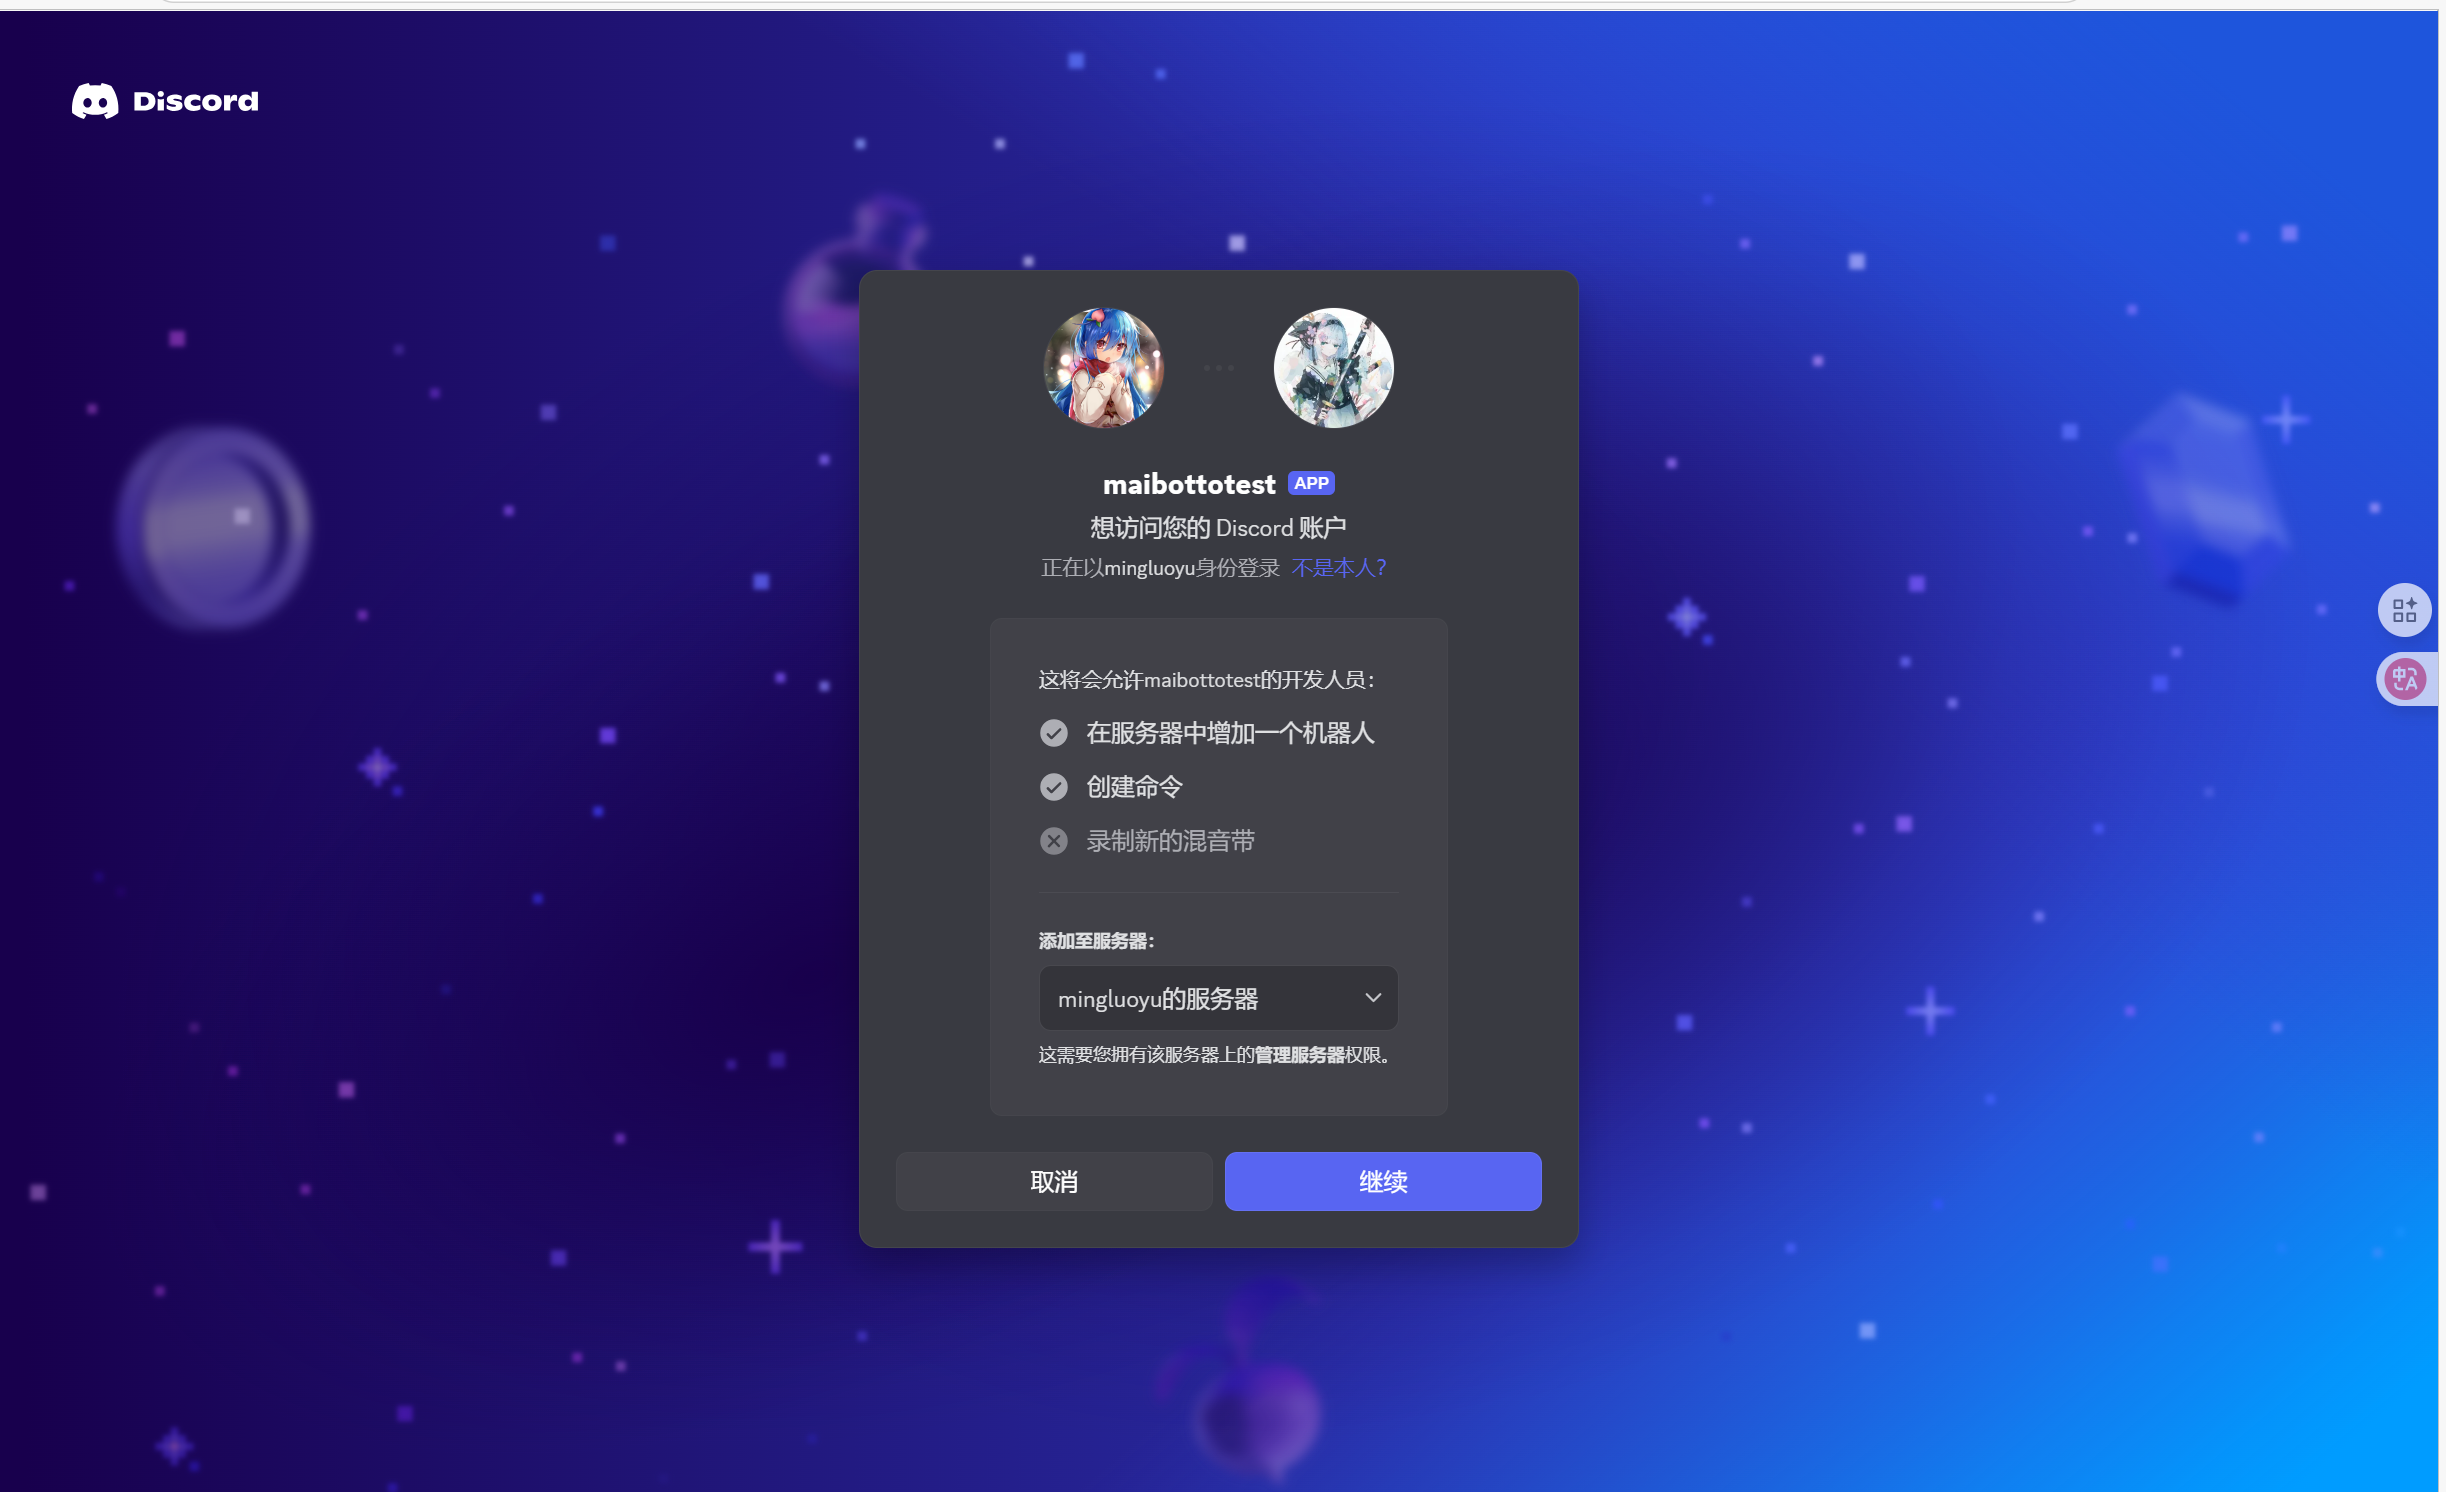 Discord
maibottotest APP
想访问您的 Discord 账户
正在以mingluoyu身份登录 不是本人？
这将会允许maibottotest的开发人员：
在服务器中增加一个机器人
创建命令
录制新的混音带
添加至服务器：
mingluoyu的服务器
这需要您拥有该服务器上的管理服务器权限。
取消 继续
中A